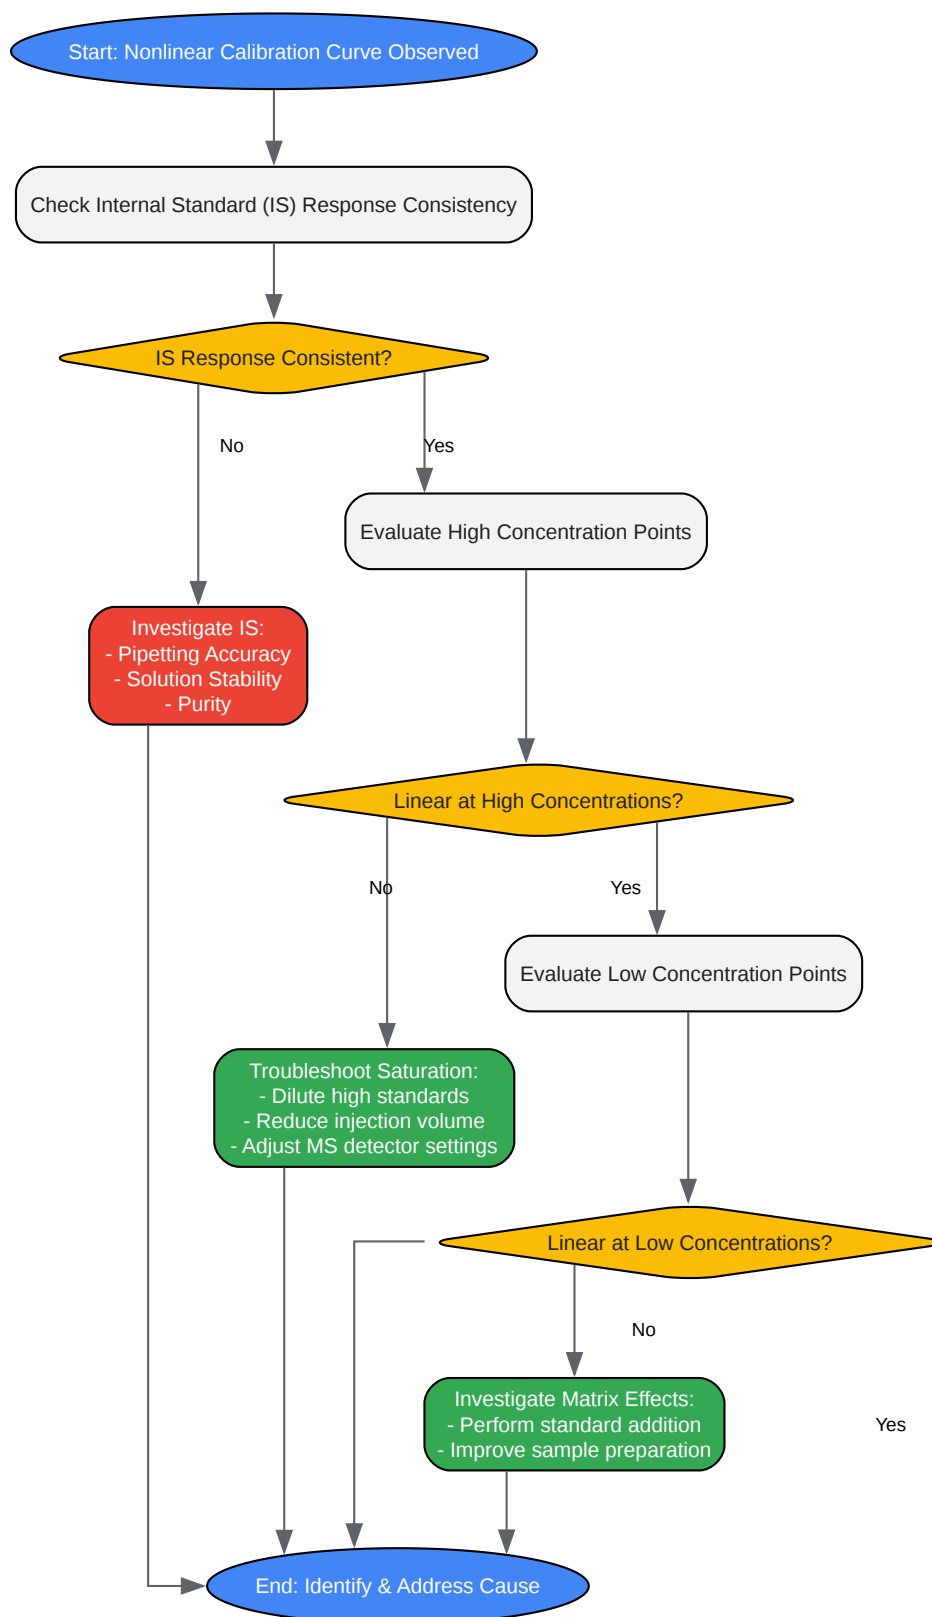 Start: Nonlinear Calibration Curve Observed
Check Internal Standard (IS) Response Consistency
IS Response Consistent?
No
Yes
Evaluate High Concentration Points
Investigate IS:
- Pipetting Accuracy
- Solution Stability
- Purity
Linear at High Concentrations?
No
Yes
Evaluate Low Concentration Points
Troubleshoot Saturation:
- Dilute high standards
- Reduce injection volume
- Adjust MS detector settings
Linear at Low Concentrations?
No
Investigate Matrix Effects:
- Perform standard addition
- Improve sample preparation
Yes
End: Identify & Address Cause